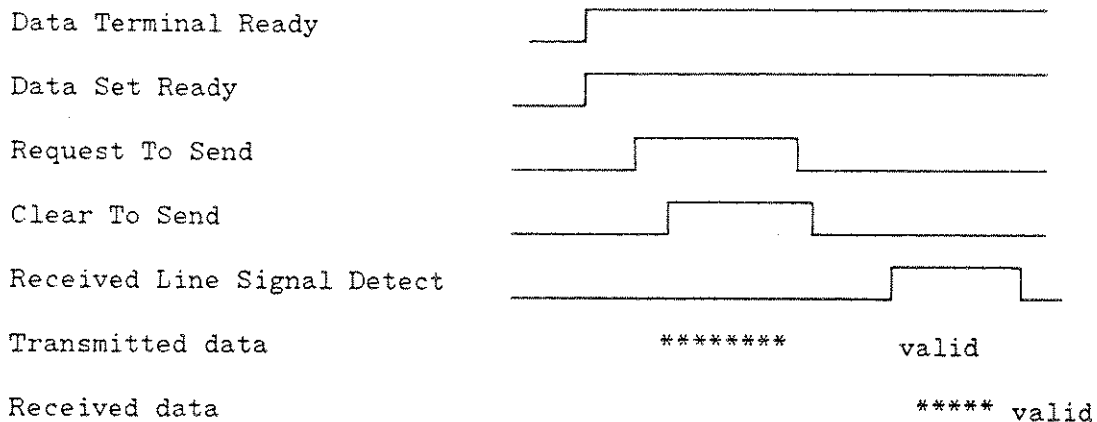 Data Terminal Ready
Data Set Ready
Request To Send
Clear To Send
Received Line Signal Detect
Transmitted data ******** valid
Received data ***** valid